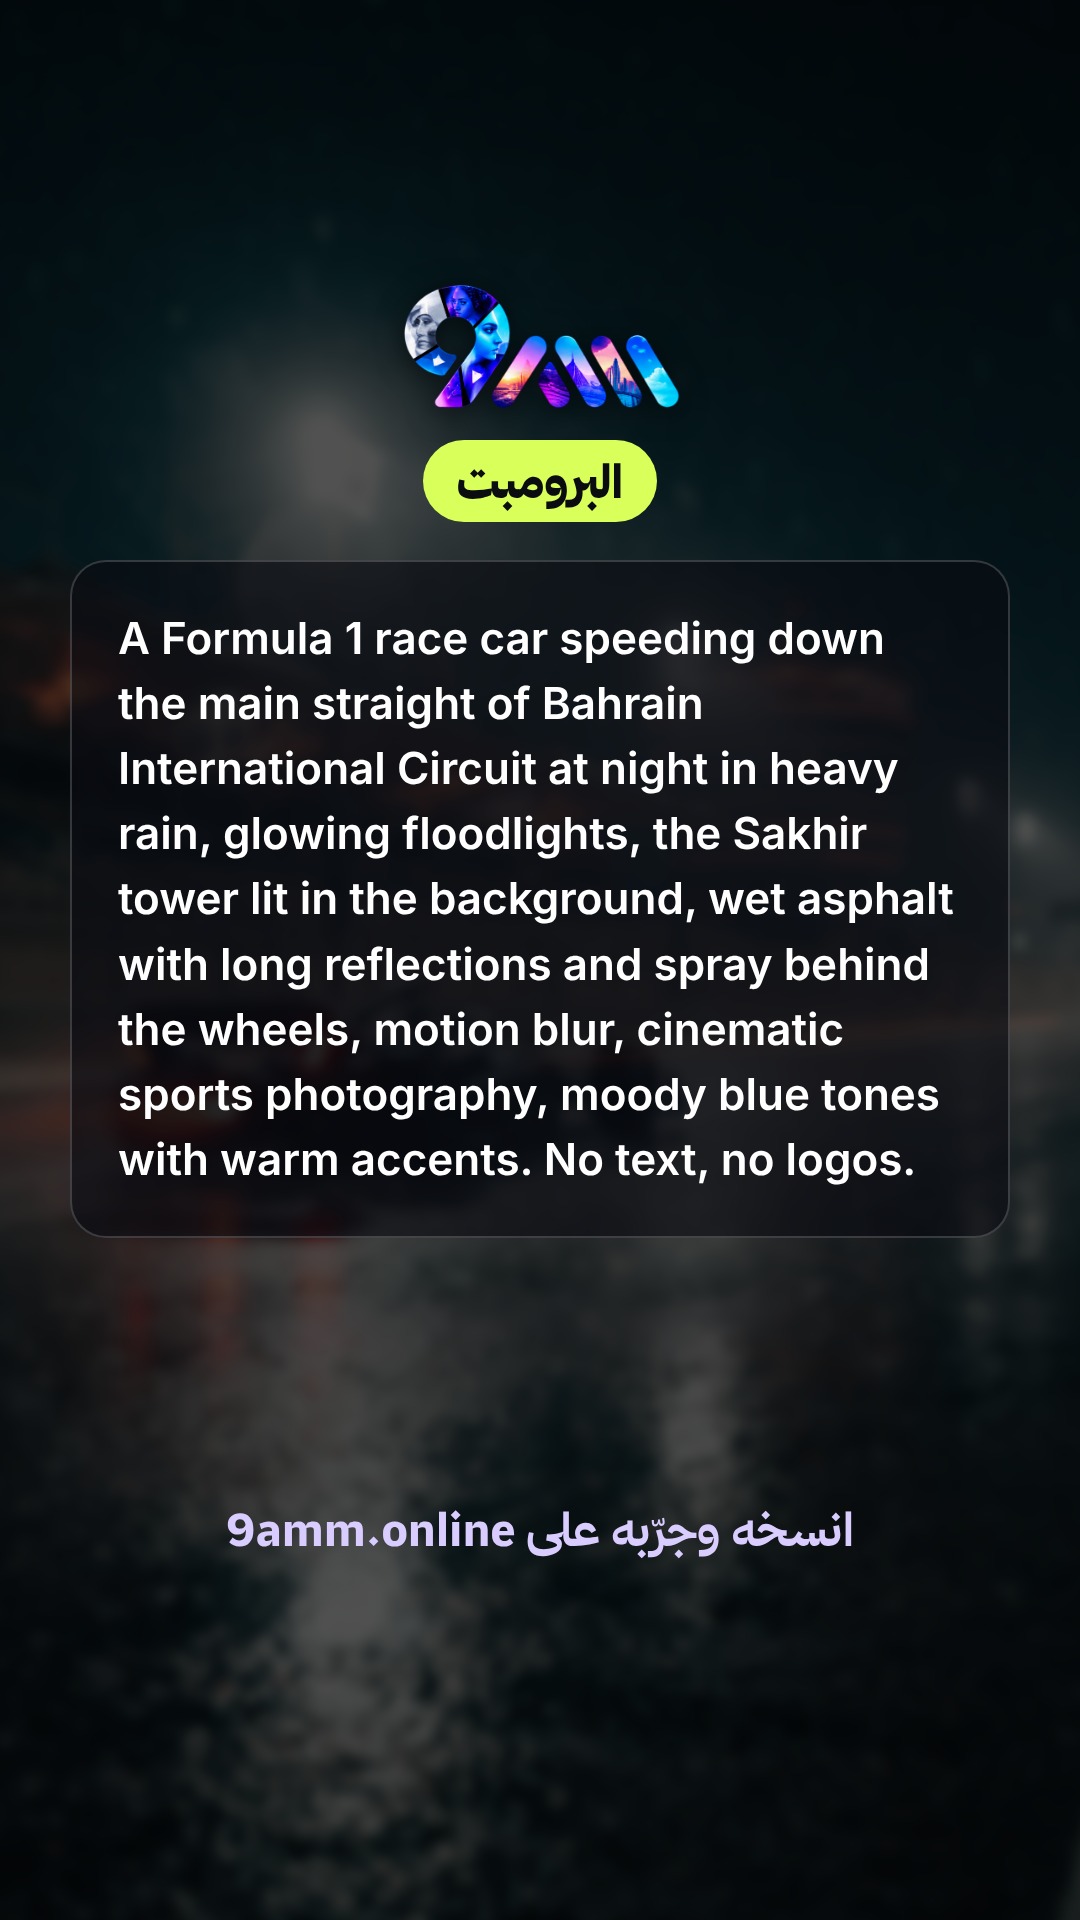 9amm
البرومبت
A Formula 1 race car speeding down
the main straight of Bahrain
International Circuit at night in heavy
rain, glowing floodlights, the Sakhir
tower lit in the background, wet asphalt
with long reflections and spray behind
the wheels, motion blur, cinematic
sports photography, moody blue tones
with warm accents. No text, no logos.
انسخه وجرّبه على 9amm.online